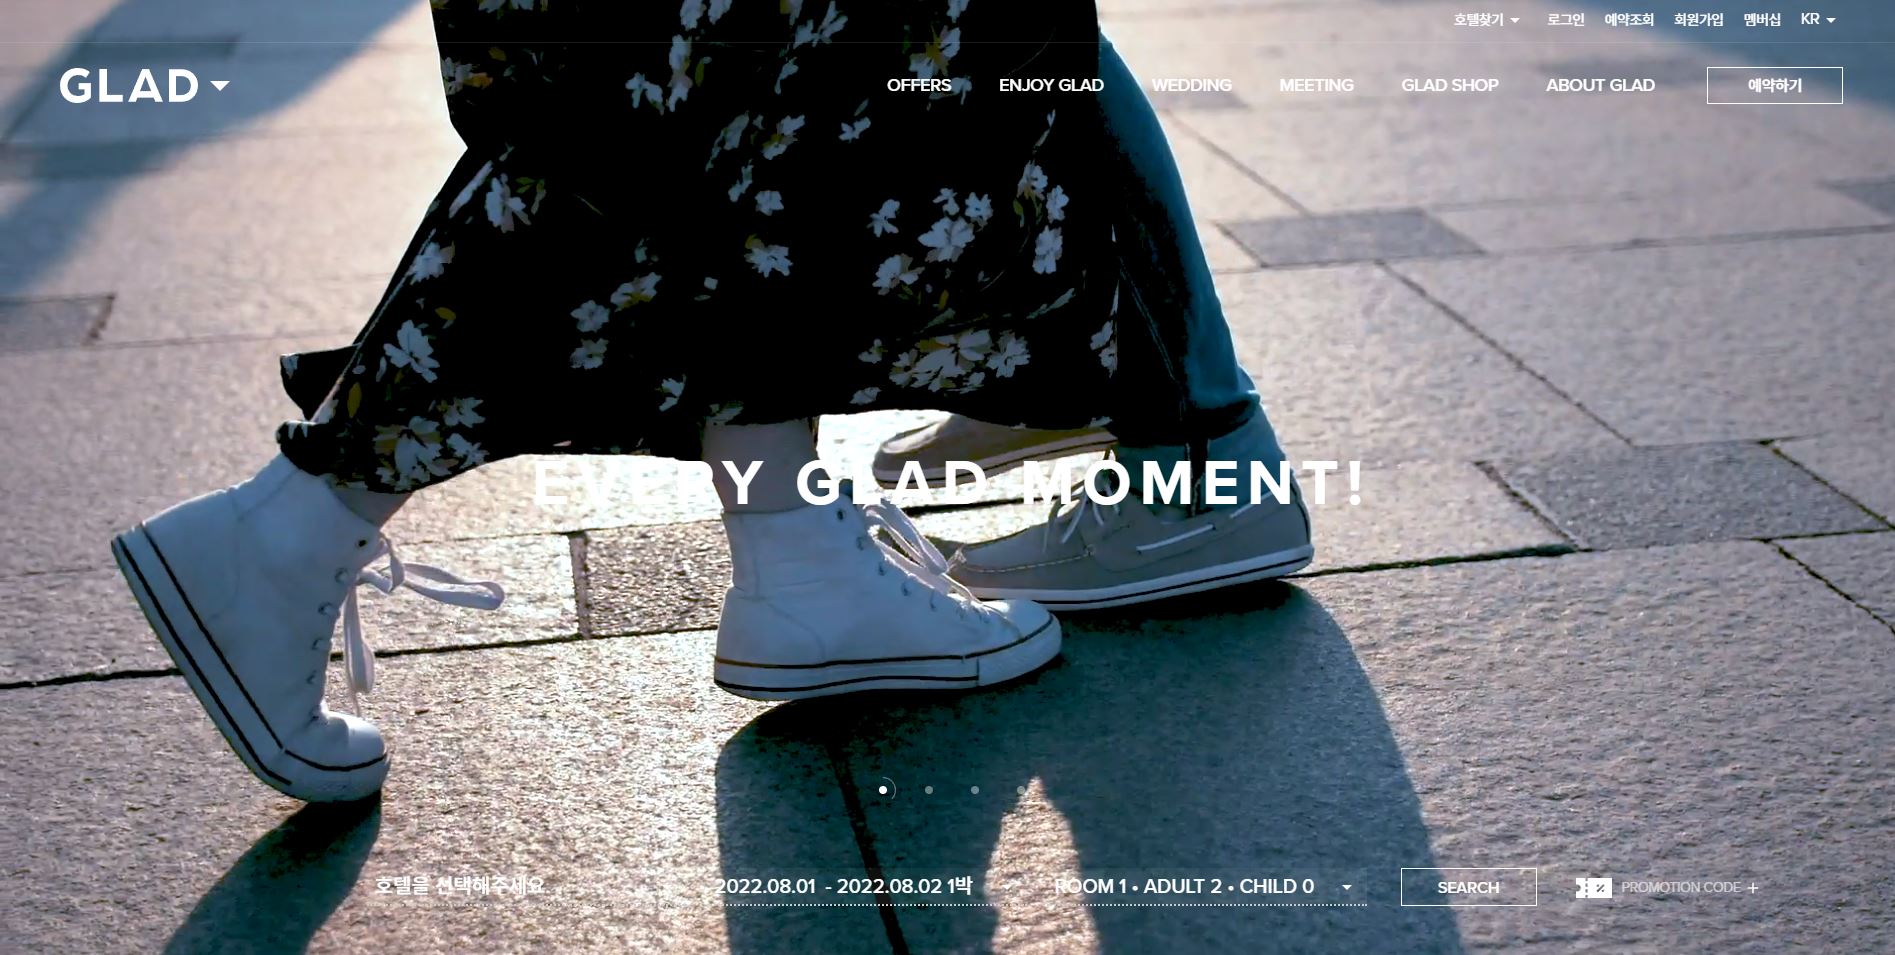 호텔찾기 로그인 예약조회 회원가입 멤버십 KR
GLAD OFFERS ENJOY GLAD WEDDING MEETING GLAD SHOP ABOUT GLAD 예약하기
EVERY GLAD MOMENT!
호텔을 선택해주세요. 2022.08.01 - 2022.08.02 1박 ROOM 1 • ADULT 2 • CHILD 0 SEARCH PROMOTION CODE +